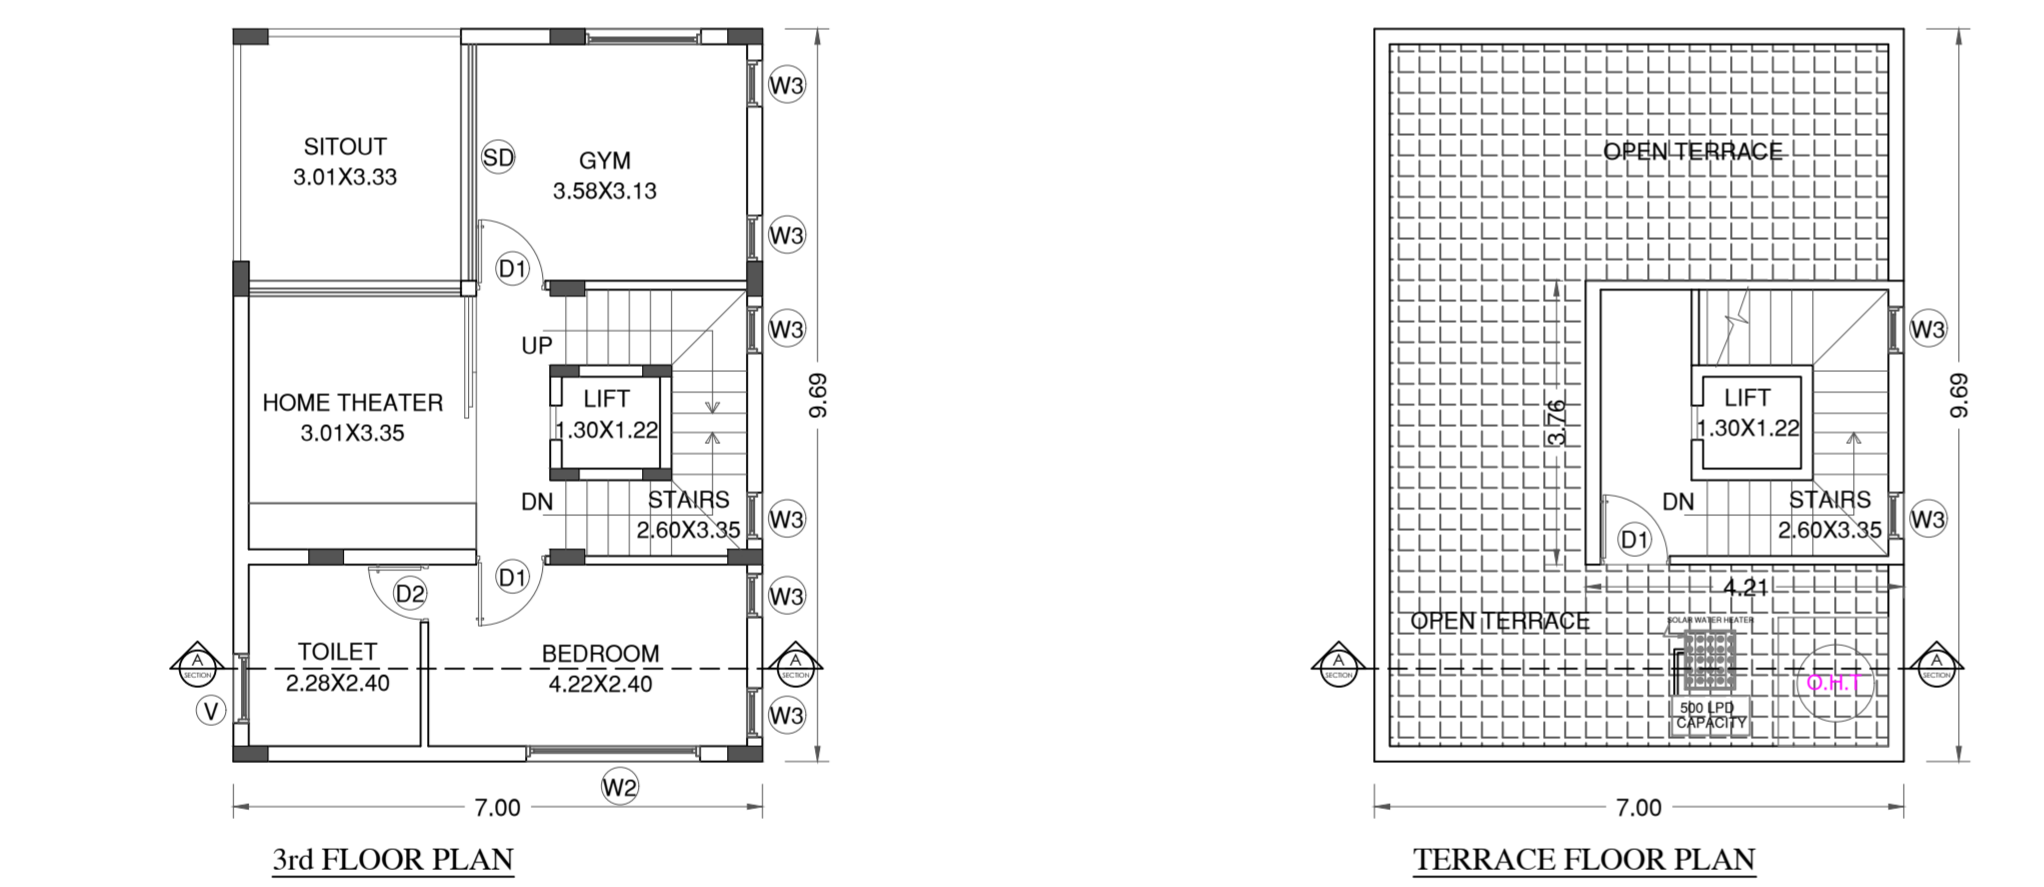 SITOUT
3.01X3.33
SD
GYM
3.58X3.13
W3
W3
D1
UP
W3
HOME THEATER
3.01X3.35
LIFT
1.30X1.22
9.69
DN
STAIRS
2.60X3.35
W3
D2
D1
W3
TOILET
2.28X2.40
BEDROOM
4.22X2.40
A
SECTION
A
SECTION
V
W3
W2
7.00
3rd FLOOR PLAN
OPEN TERRACE
W3
LIFT
1.30X1.22
3.76
9.69
DN
STAIRS
2.60X3.35
W3
D1
4.21
OPEN TERRACE
SOLAR WATER HEATER
A
SECTION
O.H.T
A
SECTION
500 LPD
CAPACITY
7.00
TERRACE FLOOR PLAN